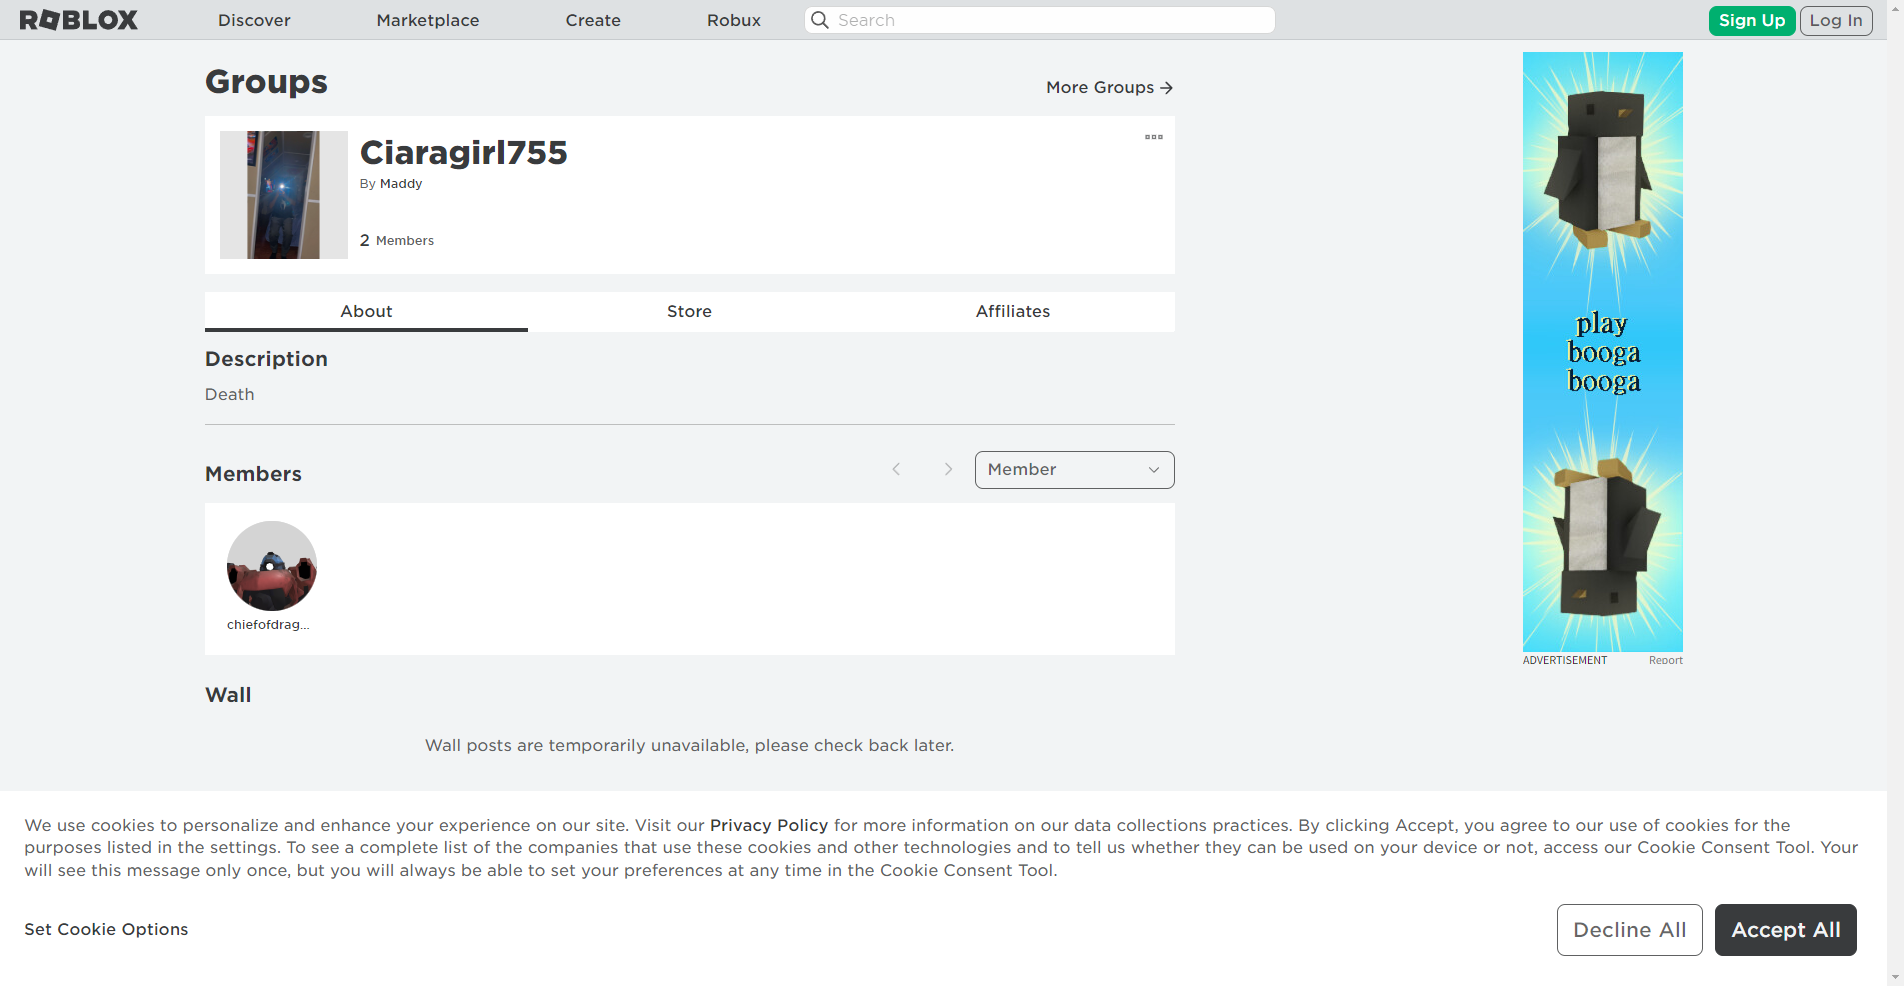 ROBLOX
Discover
Marketplace
Create
Robux
Search
Sign Up
Log In
Groups
More Groups
Ciaragirl755
By Maddy
2 Members
About
Store
Affiliates
Description
Death
Members
Member
chiefofdrag...
Wall
Wall posts are temporarily unavailable, please check back later.
play
booga
booga
ADVERTISEMENT
Report
We use cookies to personalize and enhance your experience on our site. Visit our Privacy Policy for more information on our data collections practices. By clicking Accept, you agree to our use of cookies for the
purposes listed in the settings. To see a complete list of the companies that use these cookies and other technologies and to tell us whether they can be used on your device or not, access our Cookie Consent Tool. Your
will see this message only once, but you will always be able to set your preferences at any time in the Cookie Consent Tool.
Set Cookie Options
Decline All
Accept All